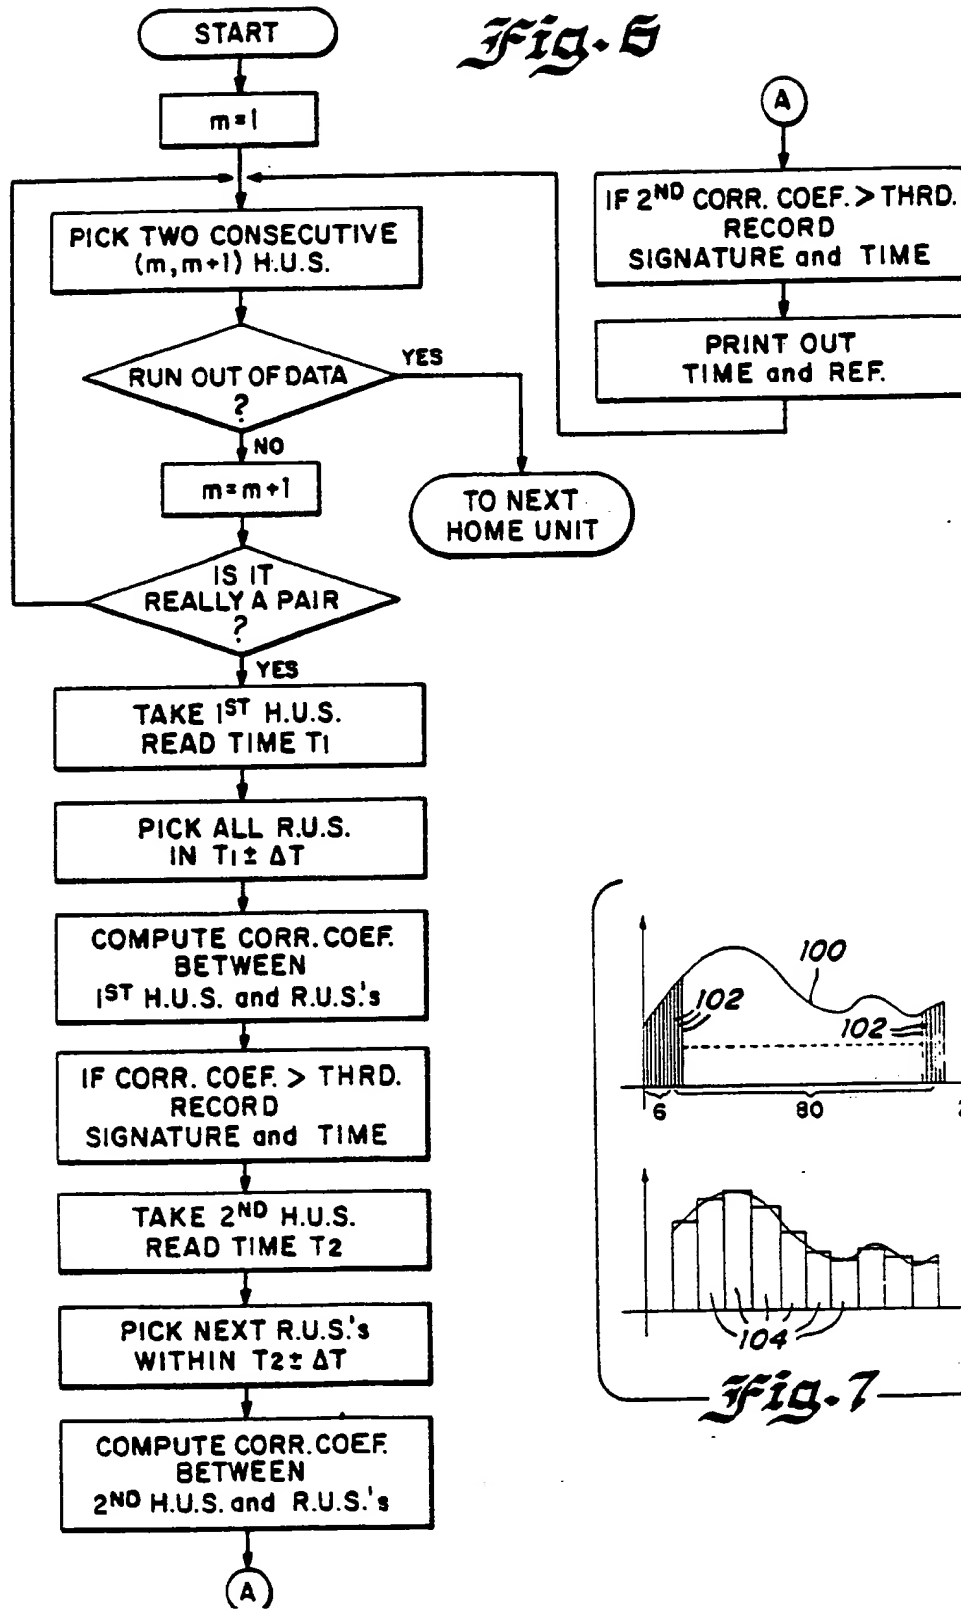 Fig. 6
START
m=1
PICK TWO CONSECUTIVE
(m, m+1) H.U.S.
RUN OUT OF DATA
?
YES
NO
m=m+1
TO NEXT
HOME UNIT
IS IT
REALLY A PAIR
?
YES
TAKE 1ST H.U.S.
READ TIME T1
PICK ALL R.U.S.
IN T1 ± ΔT
COMPUTE CORR. COEF.
BETWEEN
1ST H.U.S. and R.U.S.'s
IF CORR. COEF. > THRD.
RECORD
SIGNATURE and TIME
TAKE 2ND H.U.S.
READ TIME T2
PICK NEXT R.U.S.'s
WITHIN T2 ± ΔT
COMPUTE CORR. COEF.
BETWEEN
2ND H.U.S. and R.U.S.'s
A
A
IF 2ND CORR. COEF. > THRD.
RECORD
SIGNATURE and TIME
PRINT OUT
TIME and REF.
100
102
102
6
80
104
Fig. 7